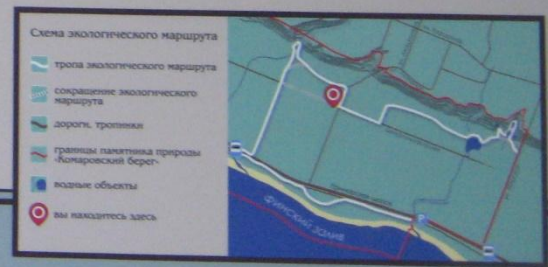 Схема экологического маршрута
тропа экологического маршрута
сокращение экологического
маршрута
дороги, тропинки
границы памятника природы
«Комаровский берег»
водные объекты
вы находитесь здесь
ФИНСКИЙ ЗАЛИВ